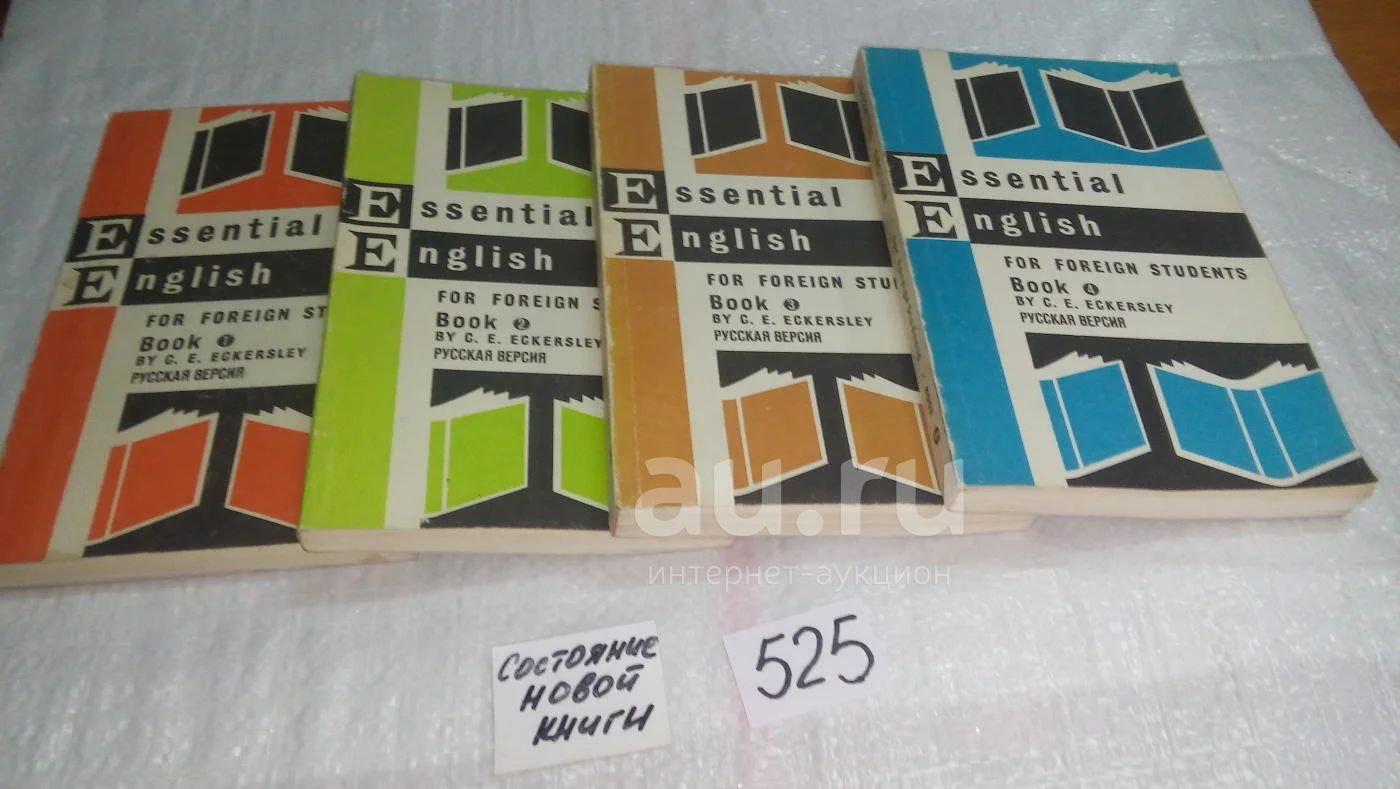 Essential
English
FOR FOREIGN ST
Book 1
BY C. E. ECKERSLEY
РУССКАЯ ВЕРСИЯ
Essential
English
FOR FOREIGN S
Book 2
BY C. E. ECKERSLEY
РУССКАЯ ВЕРСИЯ
Essential
English
FOR FOREIGN STU
Book 3
BY C. E. ECKERSLEY
РУССКАЯ ВЕРСИЯ
Essential
English
FOR FOREIGN STUDENTS
Book 4
BY C. E. ECKERSLEY
РУССКАЯ ВЕРСИЯ
au.ru
интернет-аукцион
Состояние
новой
книги
525